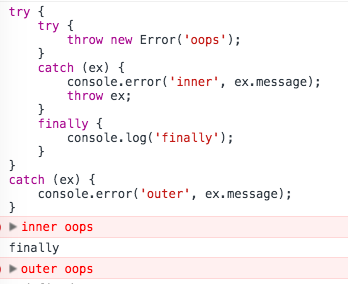 try {
    try {
        throw new Error('oops');
    }
    catch (ex) {
        console.error('inner', ex.message);
        throw ex;
    }
    finally {
        console.log('finally');
    }
}
catch (ex) {
    console.error('outer', ex.message);
}
inner oops
finally
outer oops